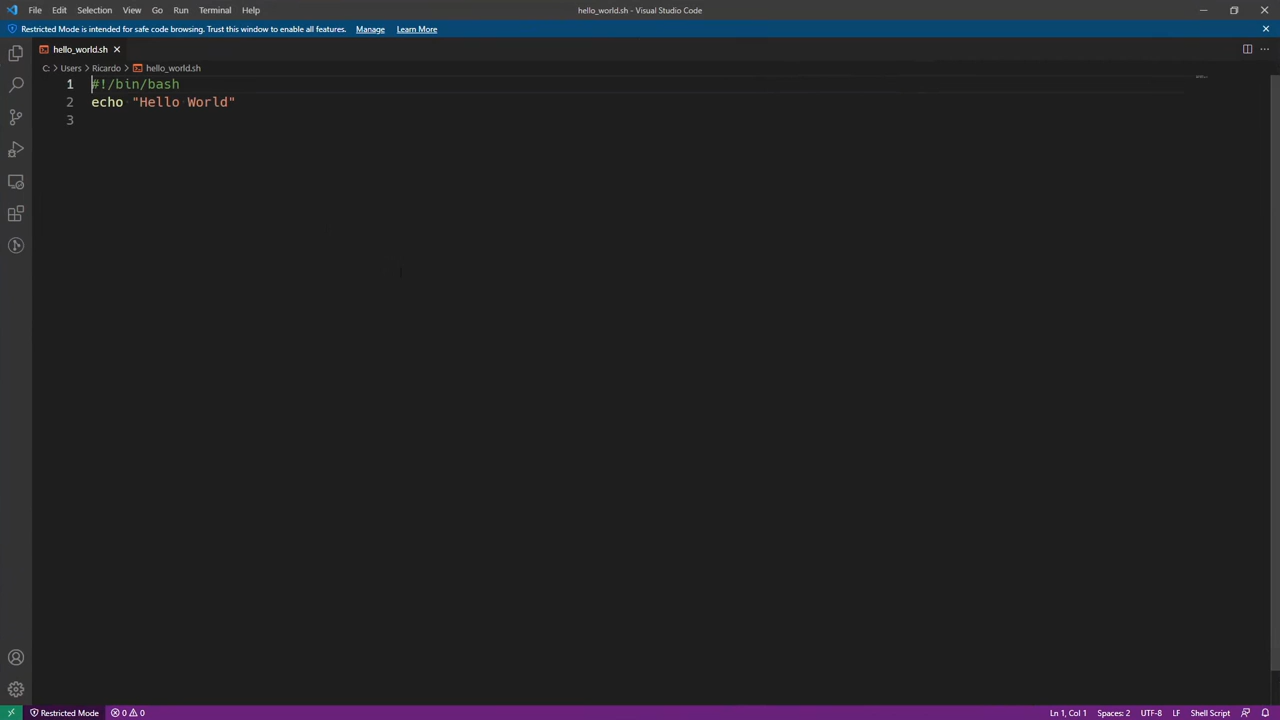 File Edit Selection View Go Run Terminal Help hello_world.sh - Visual Studio Code
Restricted Mode is intended for safe code browsing. Trust this window to enable all features. Manage Learn More
hello_world.sh
C: > Users > Ricardo > hello_world.sh
1 #!/bin/bash
2 echo "Hello World"
3
Restricted Mode 0 0 Ln 1, Col 1 Spaces: 2 UTF-8 LF Shell Script